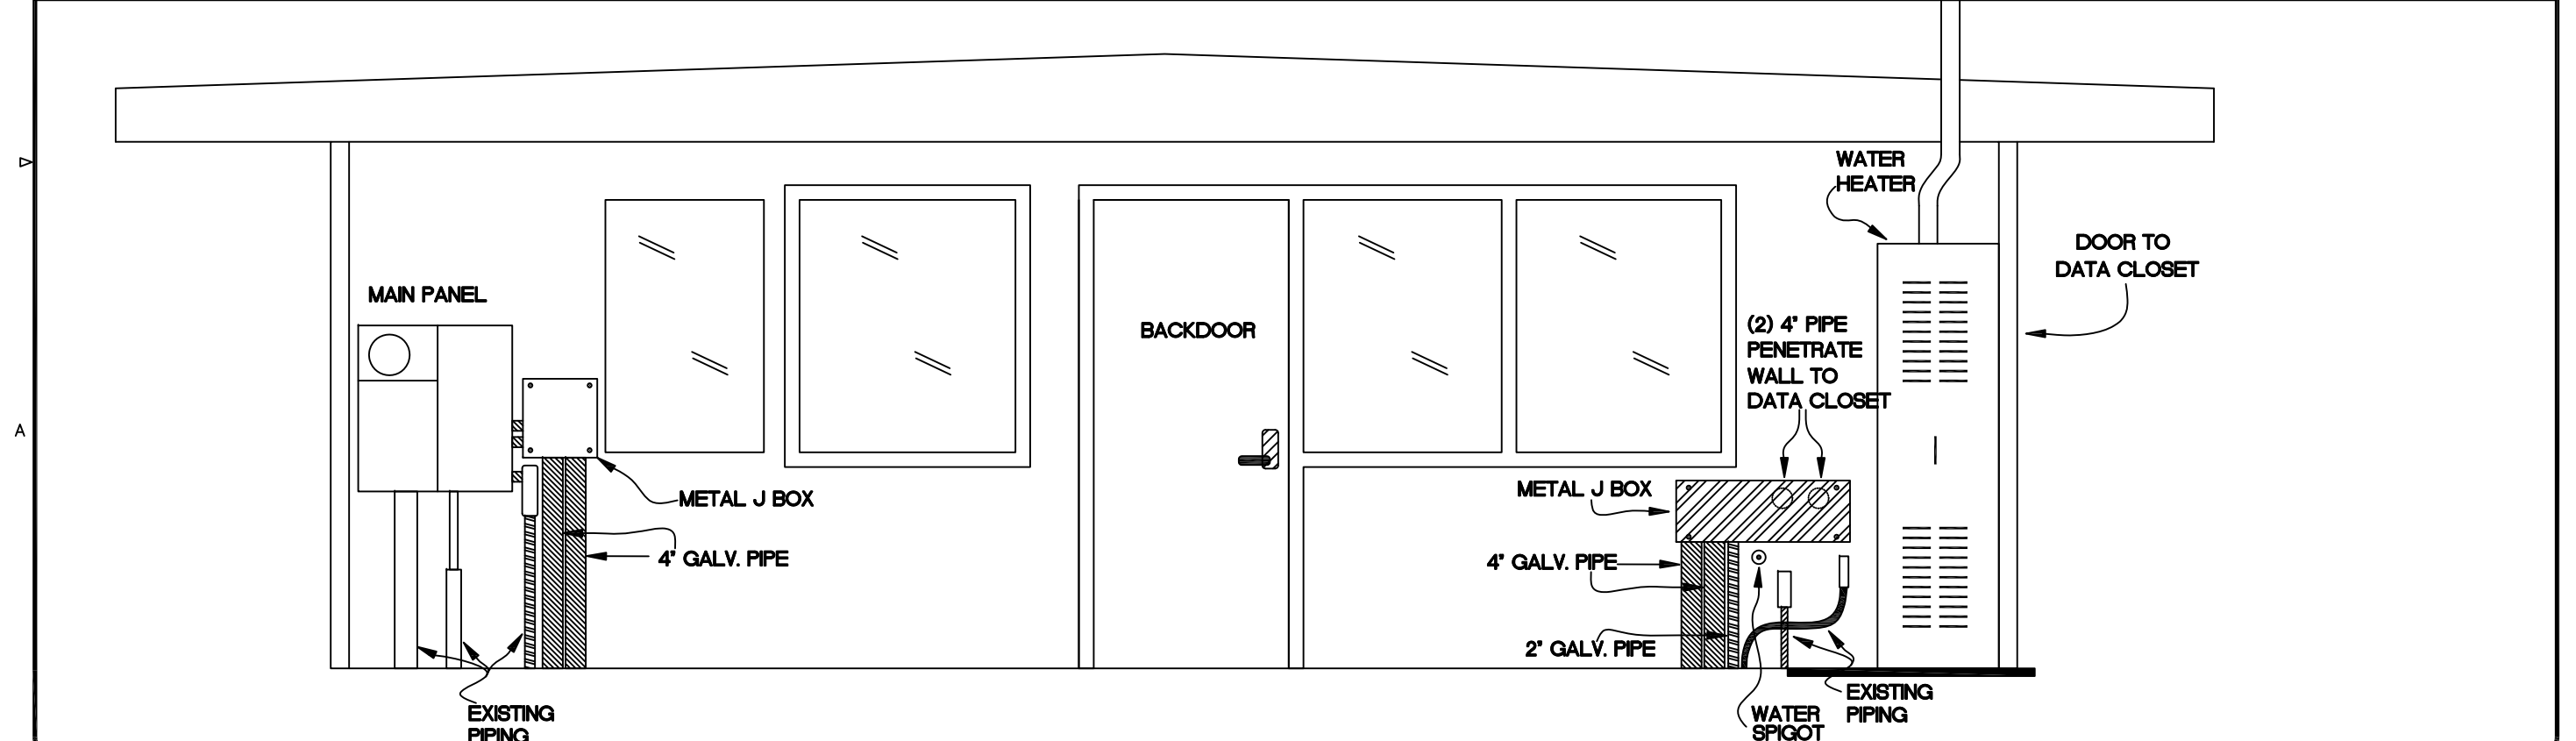 WATER
HEATER
DOOR TO
DATA CLOSET
MAIN PANEL
BACKDOOR
(2) 4" PIPE
PENETRATE
WALL TO
DATA CLOSET
A
METAL J BOX
METAL J BOX
4" GALV. PIPE
4" GALV. PIPE
2" GALV. PIPE
EXISTING
PIPING
WATER
SPIGOT
EXISTING
PIPING